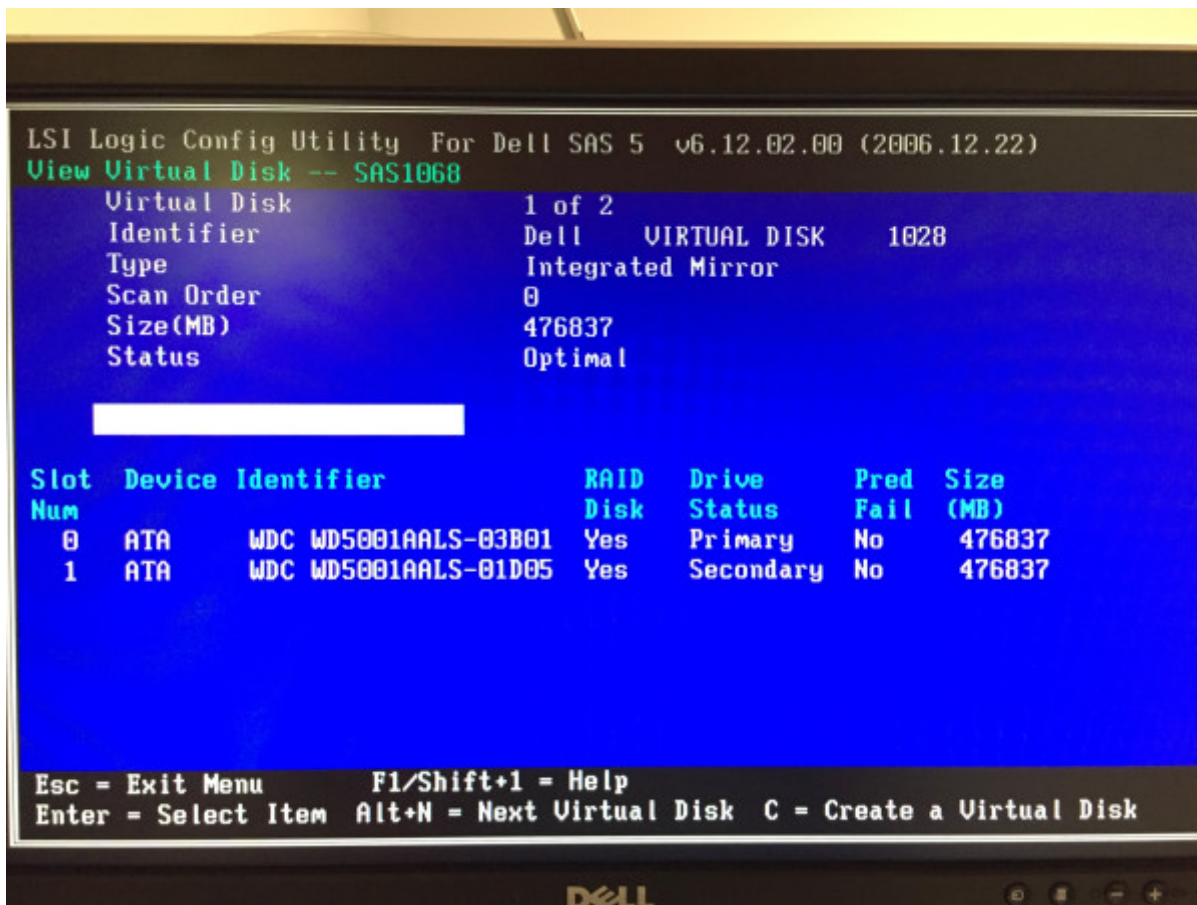 LSI Logic Config Utility For Dell SAS 5 v6.12.02.00 (2006.12.22)
View Virtual Disk -- SAS1068
Virtual Disk 1 of 2
Identifier Dell VIRTUAL DISK 1028
Type Integrated Mirror
Scan Order 0
Size(MB) 476837
Status Optimal
Slot Device Identifier RAID Drive Pred Size
Num Disk Status Fail (MB)
0 ATA WDC WD5001AALS-03B01 Yes Primary No 476837
1 ATA WDC WD5001AALS-01D05 Yes Secondary No 476837
Esc = Exit Menu F1/Shift+1 = Help
Enter = Select Item Alt+N = Next Virtual Disk C = Create a Virtual Disk
DELL